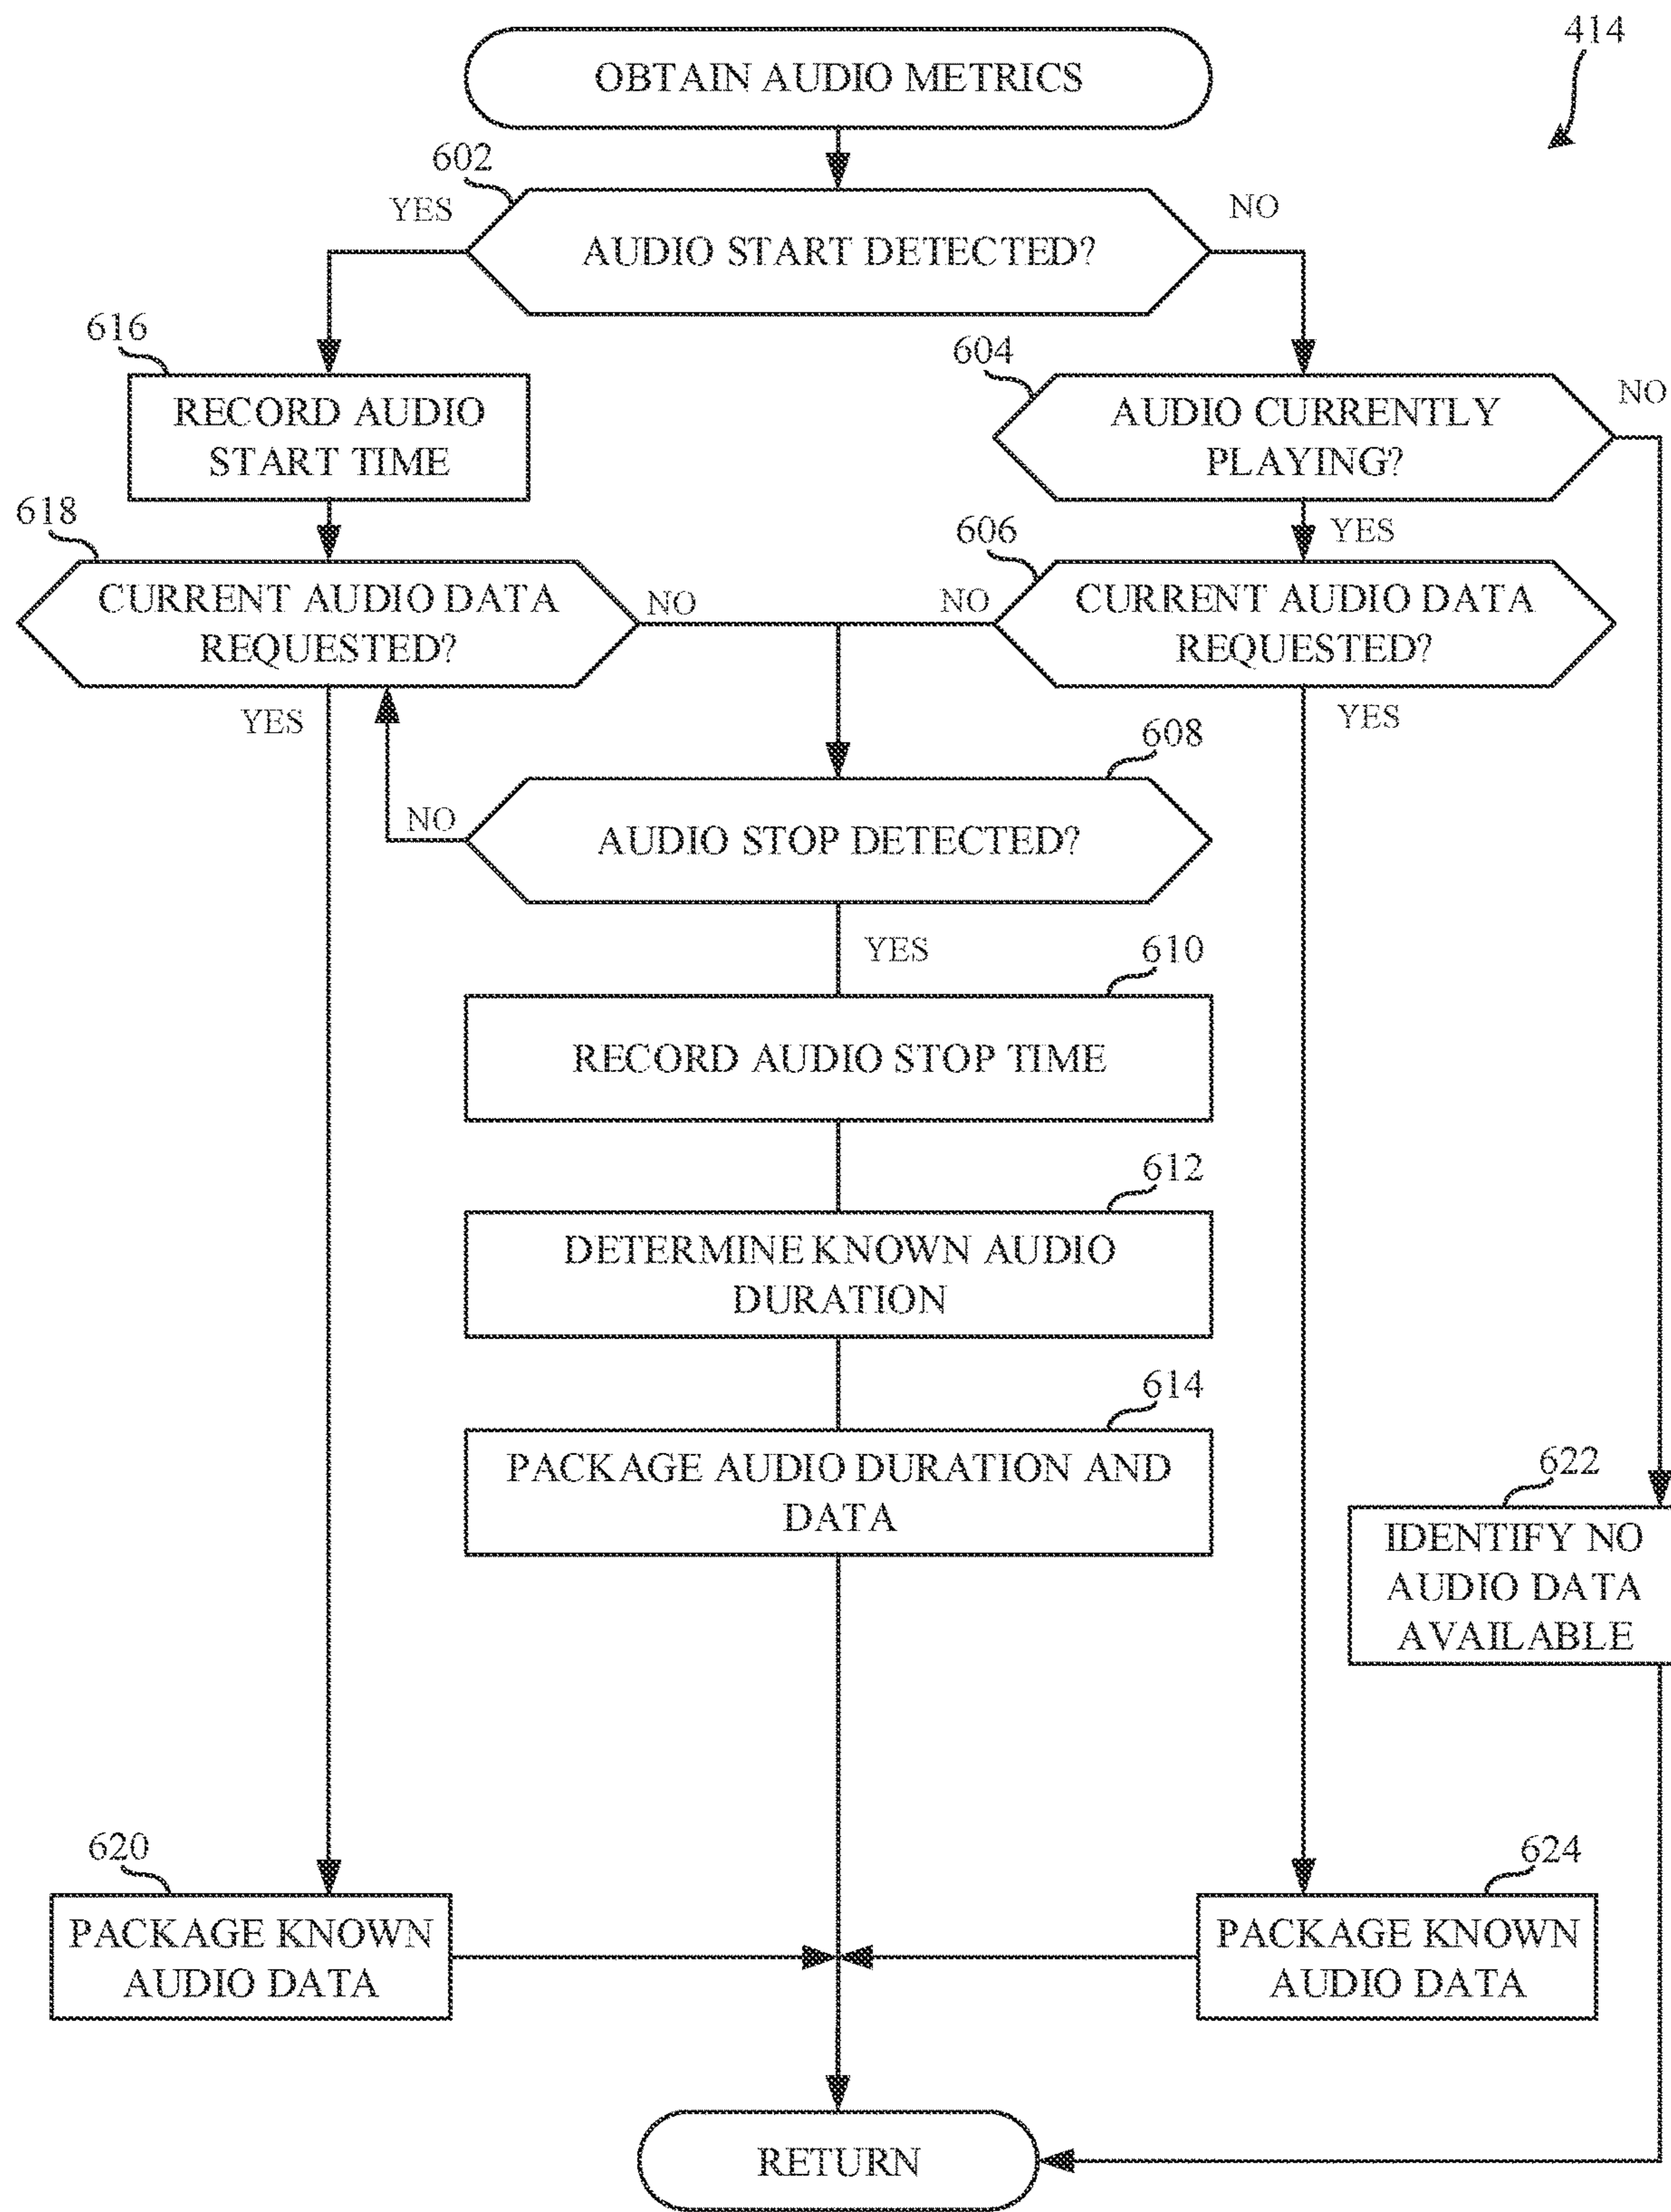 414
OBTAIN AUDIO METRICS
602
YES
NO
AUDIO START DETECTED?
616
604
RECORD AUDIO
START TIME
AUDIO CURRENTLY
PLAYING?
NO
618
606
YES
CURRENT AUDIO DATA
REQUESTED?
NO
NO
CURRENT AUDIO DATA
REQUESTED?
YES
YES
608
NO
AUDIO STOP DETECTED?
YES
610
RECORD AUDIO STOP TIME
612
DETERMINE KNOWN AUDIO
DURATION
614
PACKAGE AUDIO DURATION AND
DATA
622
IDENTIFY NO
AUDIO DATA
AVAILABLE
620
624
PACKAGE KNOWN
AUDIO DATA
PACKAGE KNOWN
AUDIO DATA
RETURN